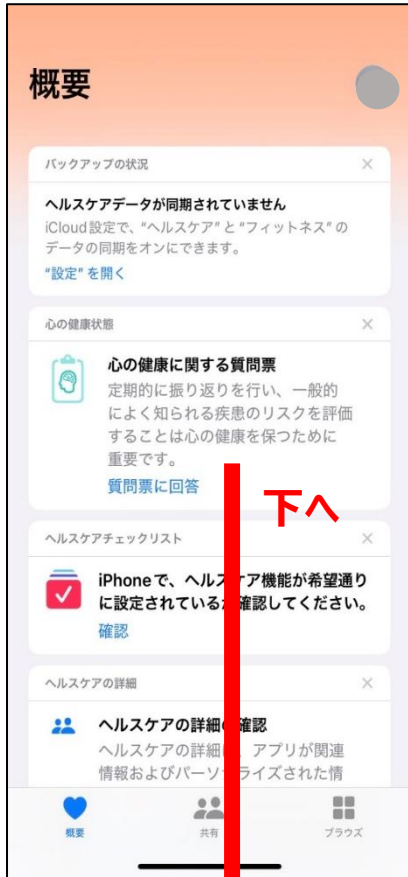 概要
バックアップの状況
ヘルスケアデータが同期されていません
iCloud設定で、“ヘルスケア”と“フィットネス”の
データの同期をオンにできます。
“設定”を開く
心の健康状態
心の健康に関する質問票
定期的に振り返りを行い、一般的
によく知られる疾患のリスクを評価
することは心の健康を保つために
重要です。
質問票に回答
下へ
ヘルスケアチェックリスト
iPhoneで、ヘルスケア機能が希望通り
に設定されているか確認してください。
確認
ヘルスケアの詳細
ヘルスケアの詳細の確認
ヘルスケアの詳細は、アプリが関連
情報およびパーソナライズされた情
概要
共有
ブラウズ